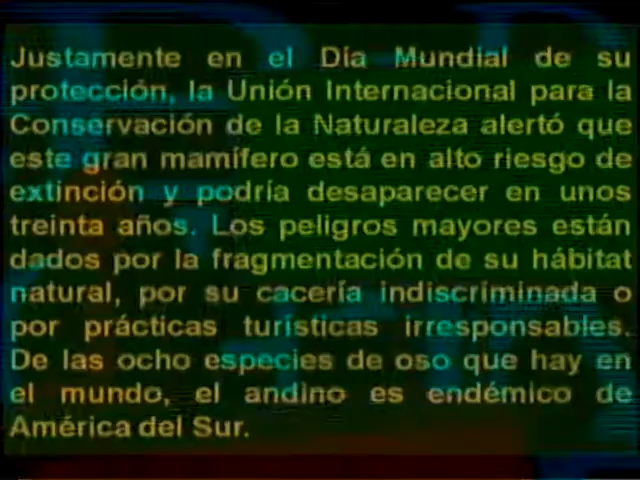 Justamente en el Día Mundial de su
protección, la Unión Internacional para la
Conservación de la Naturaleza alertó que
este gran mamífero está en alto riesgo de
extinción y podría desaparecer en unos
treinta años. Los peligros mayores están
dados por la fragmentación de su hábitat
natural, por su cacería indiscriminada o
por prácticas turísticas irresponsables.
De las ocho especies de oso que hay en
el mundo, el andino es endémico de
América del Sur.